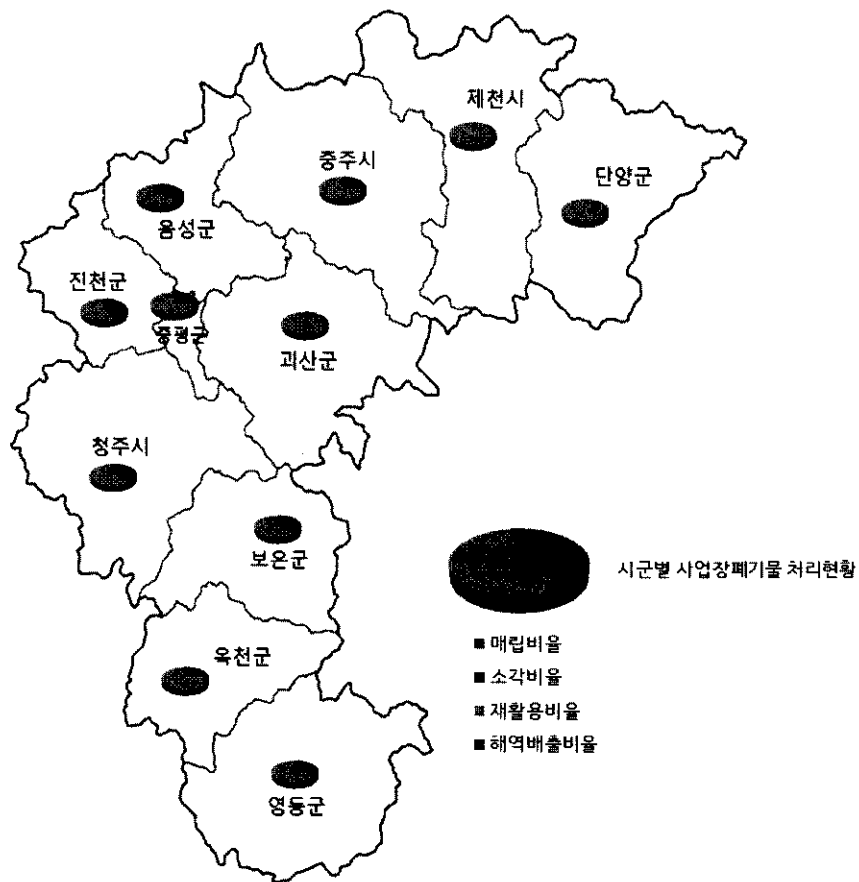 제천시
충주시
단양군
음성군
진천군
증평군
괴산군
청주시
보은군
시군별 사업장폐기물 처리현황
매립비율
옥천군
소각비율
재활용비율
해역배출비율
영동군